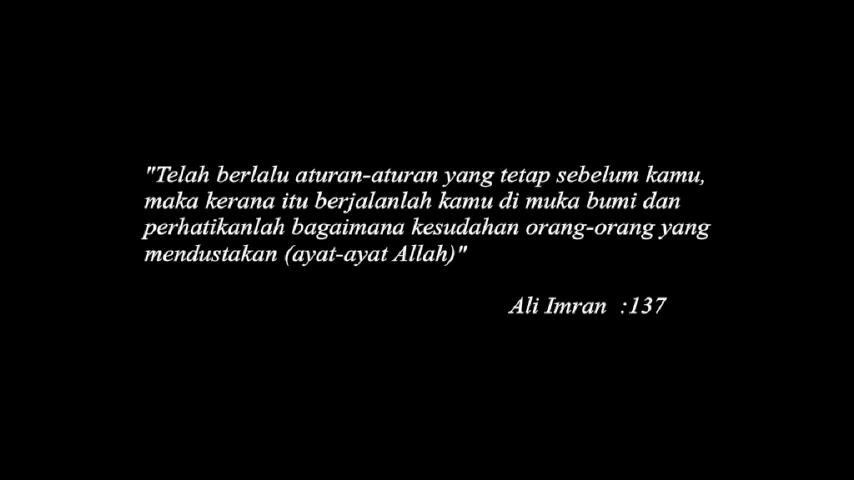 "Telah berlalu aturan-aturan yang tetap sebelum kamu,
maka kerana itu berjalanlah kamu di muka bumi dan
perhatikanlah bagaimana kesudahan orang-orang yang
mendustakan (ayat-ayat Allah)"
Ali Imran :137